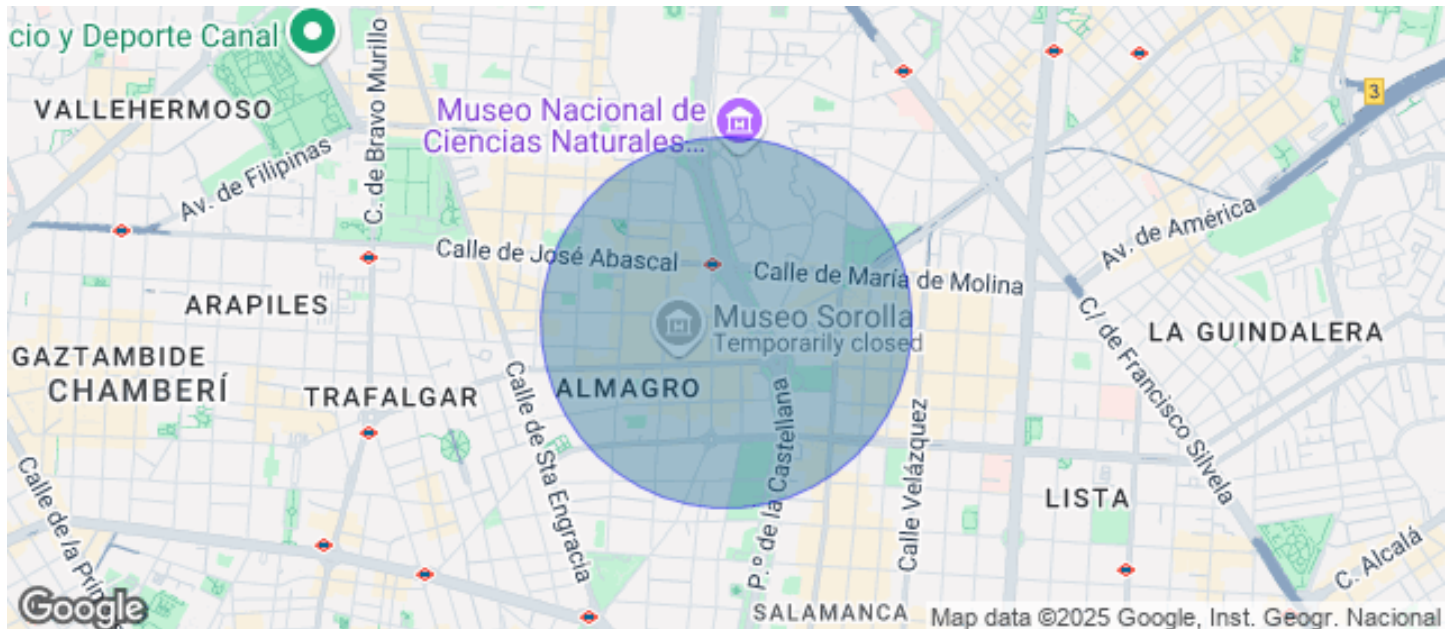 cio y Deporte Canal
VALLEHERMOSO
C. de Bravo Murillo
Museo Nacional de
Ciencias Naturales...
3
Av. de Filipinas
Av. de América
Calle de José Abascal
Calle de María de Molina
ARAPILES
Museo Sorolla
Temporarily closed
LA GUINDALERA
GAZTAMBIDE
CHAMBERÍ
TRAFALGAR
ALMAGRO
C/ de Francisco Silvela
Calle de Sta Engracia
P.º de la Castellana
Calle Velázquez
LISTA
Calle de la Prin
C. Alcalá
SALAMANCA
Google
Map data ©2025 Google, Inst. Geogr. Nacional